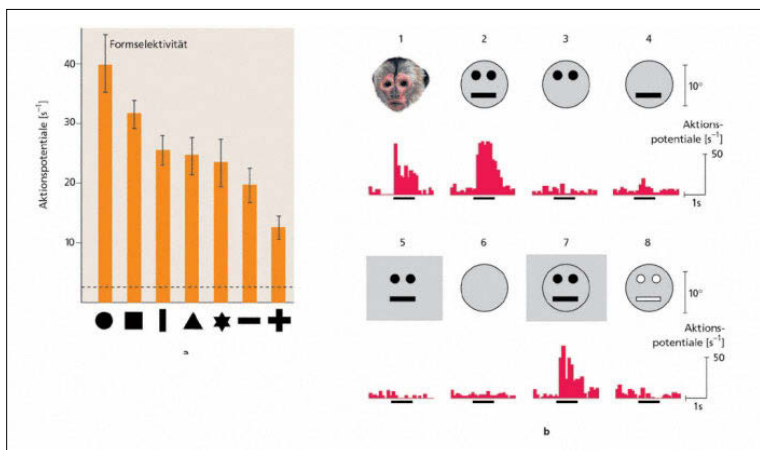 Formselektivität
Aktionspotentiale [s⁻¹]
40
30
20
10
a
1 2 3 4
10°
Aktions-
potentiale [s⁻¹]
50
1s
5 6 7 8
10°
Aktions-
potentiale [s⁻¹]
50
1s
b